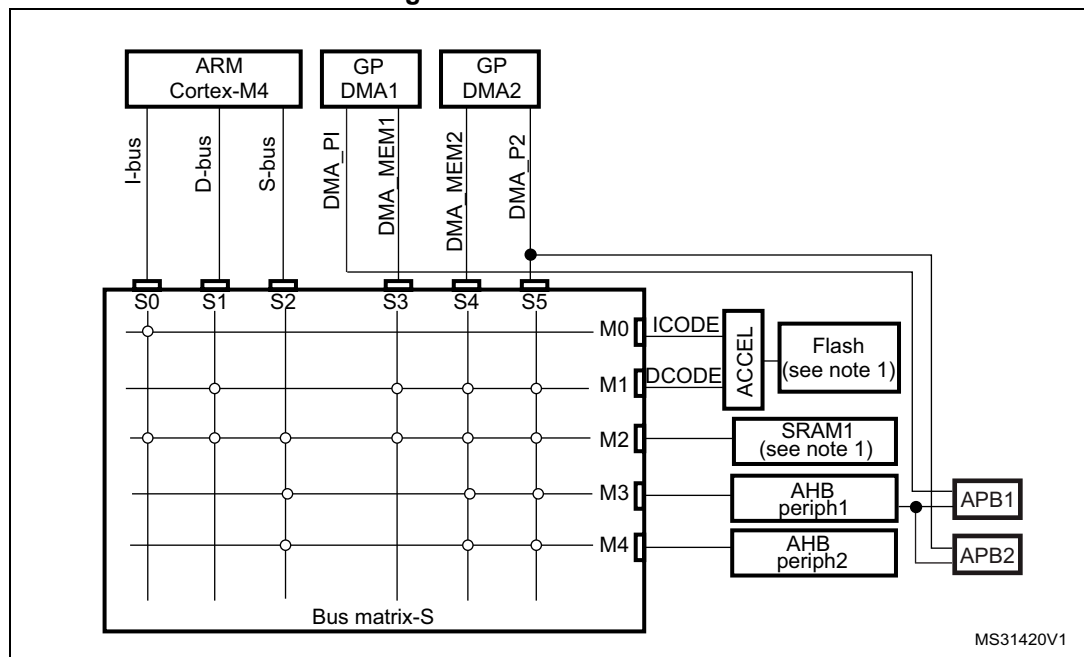 g
ARM
Cortex-M4
GP
DMA1
GP
DMA2
I-bus
D-bus
S-bus
DMA_PI
DMA_MEM1
DMA_MEM2
DMA_P2
S0 S1 S2 S3 S4 S5
M0 ICODE
M1 DCODE
ACCEL
Flash
(see note 1)
M2
SRAM1
(see note 1)
M3
AHB
periph1
APB1
M4
AHB
periph2
APB2
Bus matrix-S
MS31420V1